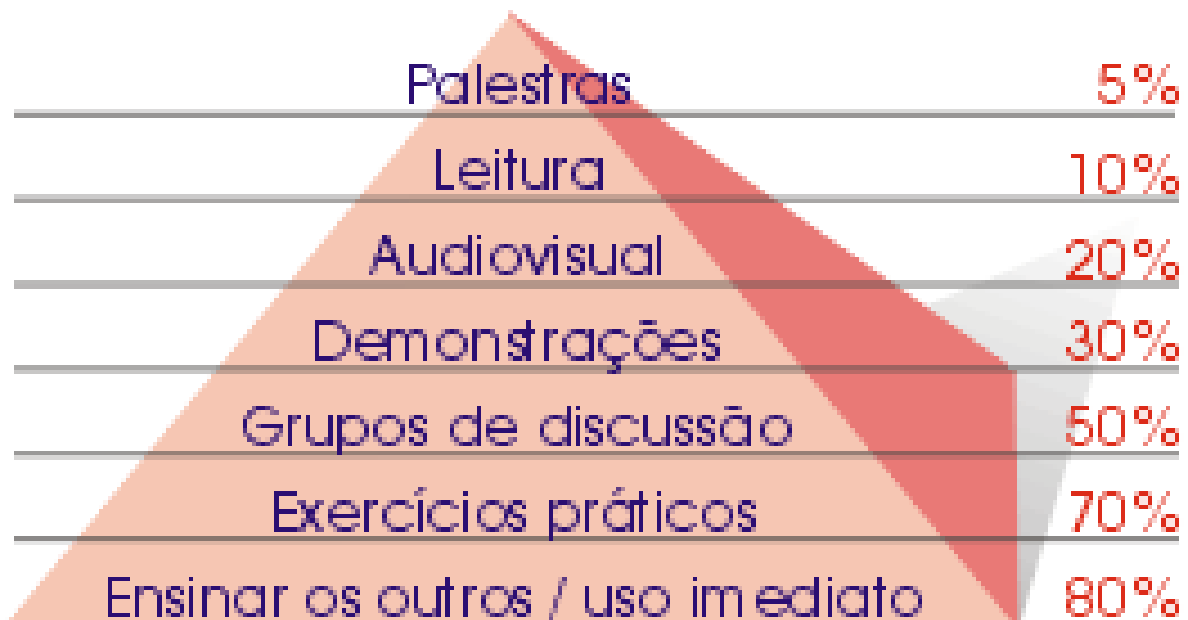 Palestras 5%
Leitura 10%
Audiovisual 20%
Demonstrações 30%
Grupos de discussão 50%
Exercícios práticos 70%
Ensinar os outros / uso imediato 80%